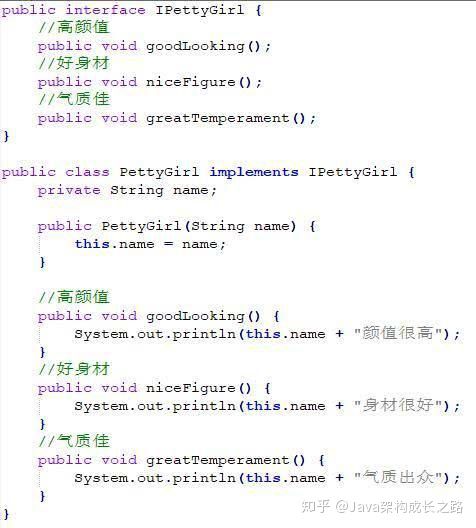 public interface IPettyGirl {
    //高颜值
    public void goodLooking();
    //好身材
    public void niceFigure();
    //气质佳
    public void greatTemperament();
}

public class PettyGirl implements IPettyGirl {
    private String name;

    public PettyGirl(String name) {
        this.name = name;
    }

    //高颜值
    public void goodLooking() {
        System.out.println(this.name + "颜值很高");
    }
    //好身材
    public void niceFigure() {
        System.out.println(this.name + "身材很好");
    }
    //气质佳
    public void greatTemperament() {
        System.out.println(this.name + "气质出众");
    }
}
知乎 @Java架构成长之路